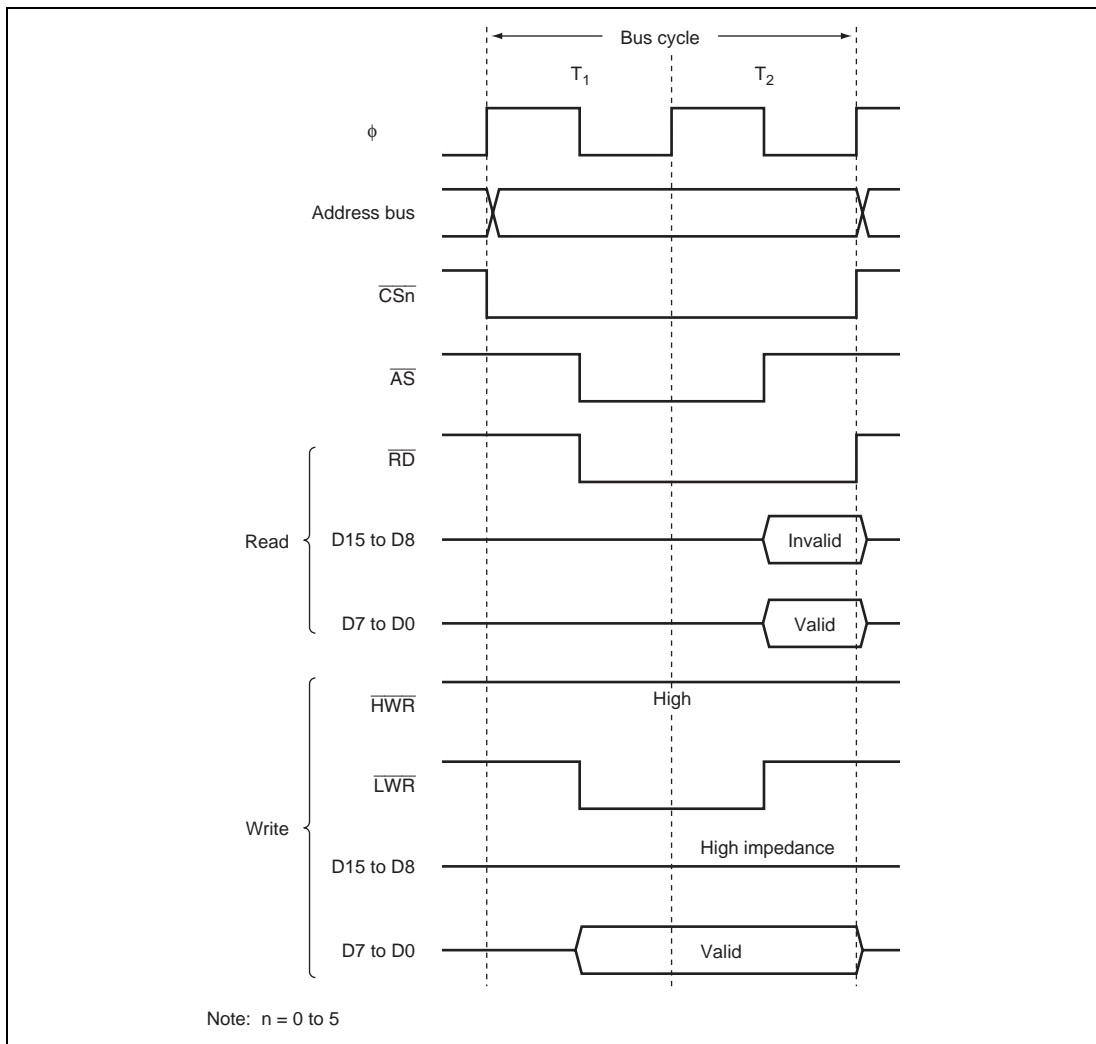 Bus cycle
T1 T2
ϕ
Address bus
CSn
AS
RD
Read
D15 to D8 Invalid
D7 to D0 Valid
HWR High
LWR
Write
D15 to D8 High impedance
D7 to D0 Valid
Note: n = 0 to 5